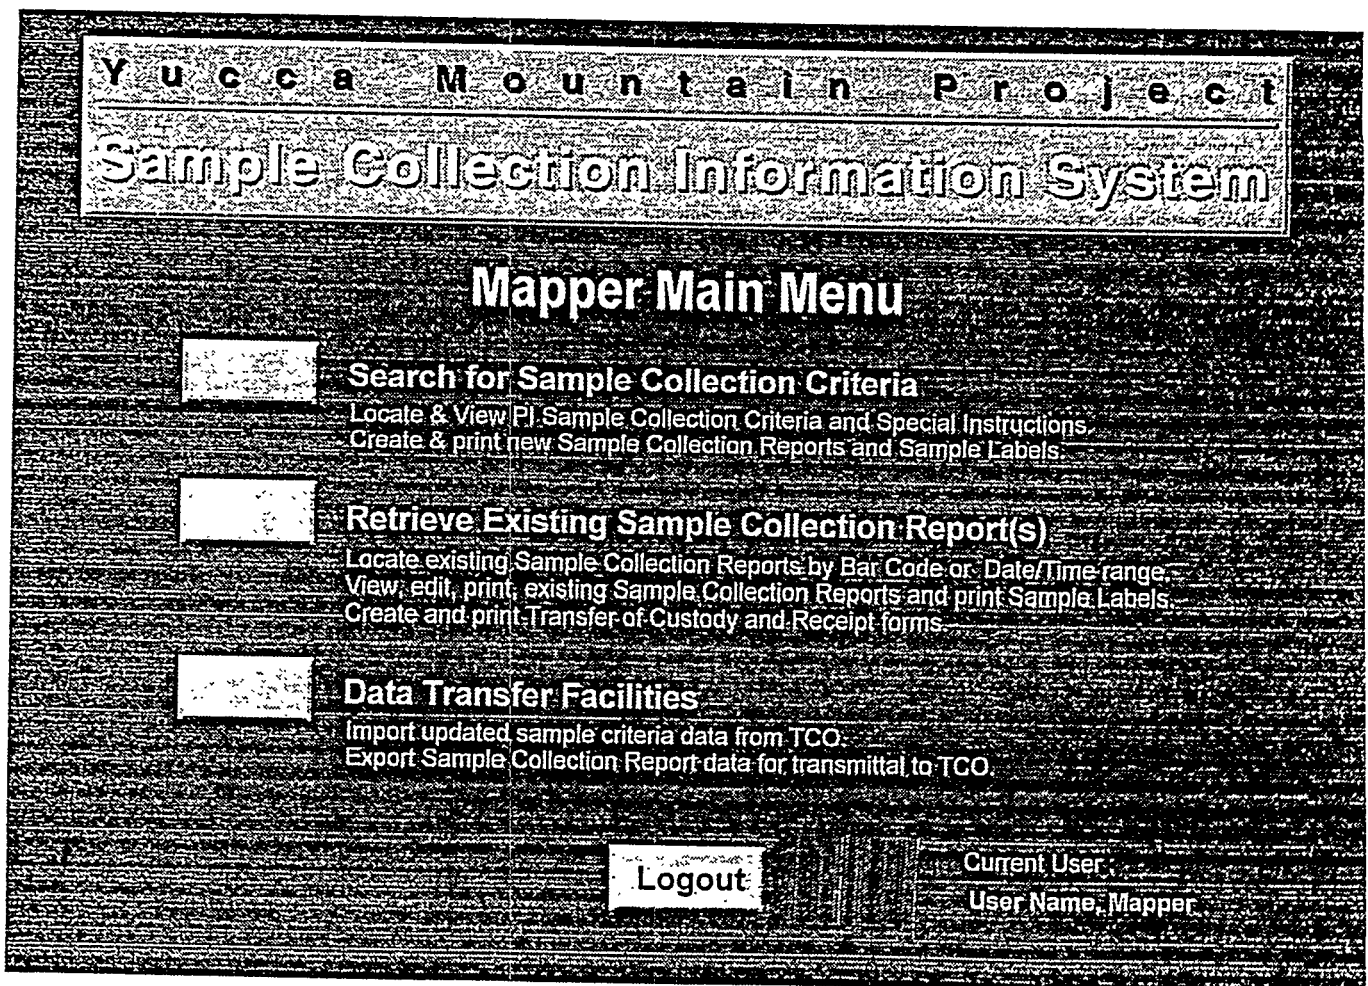 Yucca Mountain Project
Sample Collection Information System
Mapper Main Menu
Search for Sample Collection Criteria
Locate & View PI Sample Collection Criteria and Special Instructions.
Create & print new Sample Collection Reports and Sample Labels.
Retrieve Existing Sample Collection Report(s)
Locate existing Sample Collection Reports by Bar Code or Date/Time range.
View, edit, print, existing Sample Collection Reports and print Sample Labels.
Create and print Transfer of Custody and Receipt forms.
Data Transfer Facilities
Import updated sample criteria data from TCO.
Export Sample Collection Report data for transmittal to TCO.
Logout
Current User :
User Name, Mapper